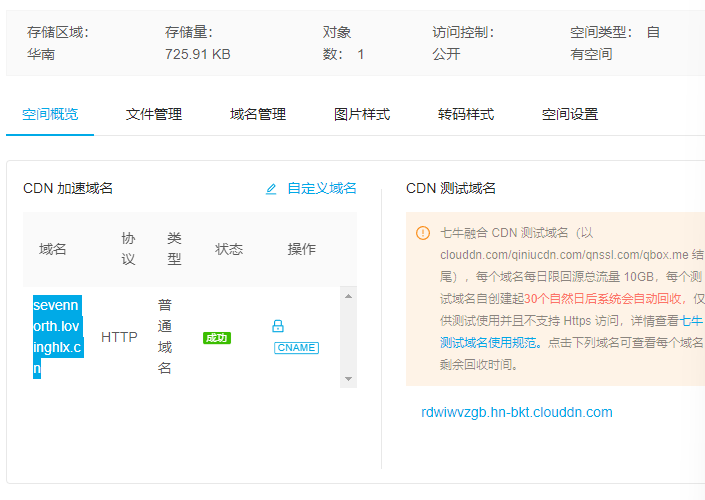 存储区域： 存储量： 对象 访问控制： 空间类型： 自
华南 725.91 KB 数： 1 公开 有空间
空间概览 文件管理 域名管理 图片样式 转码样式 空间设置
CDN 加速域名 自定义域名
域名 协 类 状态 操作
议 型
sevenn
orth.lov
inghlx.c
n
HTTP
普
通
域
名
成功
CNAME
CDN 测试域名
七牛融合 CDN 测试域名（以
clouddn.com/qiniucdn.com/qnssl.com/qbox.me 结
尾），每个域名每日限回源总流量 10GB，每个测
试域名自创建起30个自然日后系统会自动回收，仅
供测试使用并且不支持 Https 访问，详情查看七牛
测试域名使用规范。点击下列域名可查看每个域名
剩余回收时间。
rdwiwvzgb.hn-bkt.clouddn.com